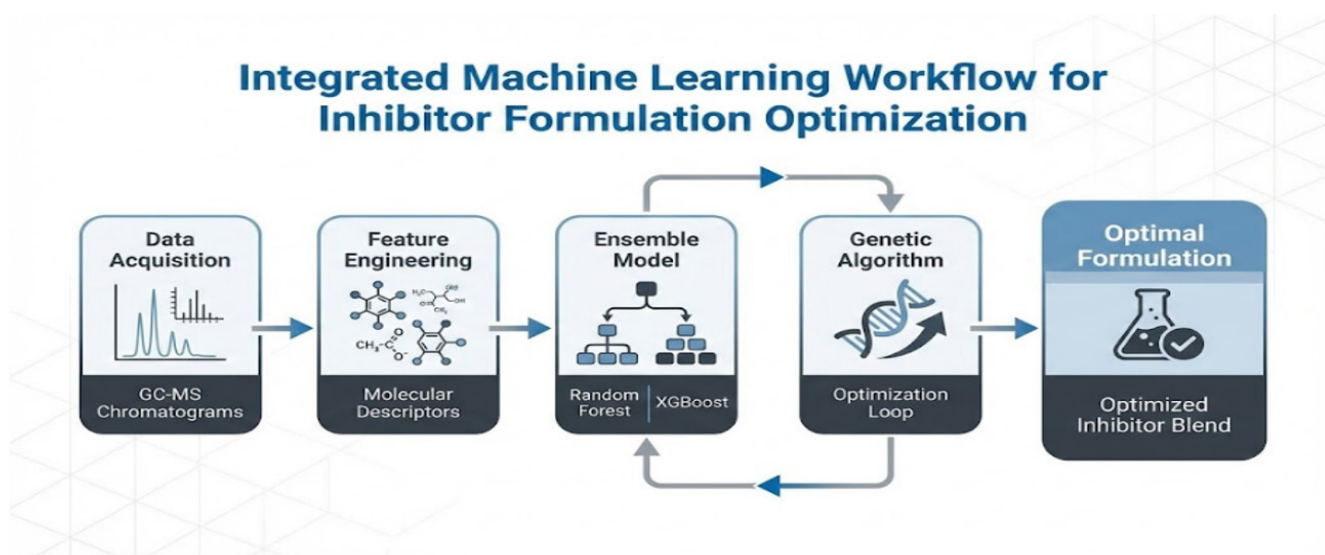 Integrated Machine Learning Workflow for
Inhibitor Formulation Optimization
Data
Acquisition
GC-MS
Chromatograms
Feature
Engineering
CH₃-C
O
O⁻
Molecular
Descriptors
Ensemble
Model
Random
Forest
XGBoost
Genetic
Algorithm
Optimization
Loop
Optimal
Formulation
Optimized
Inhibitor Blend